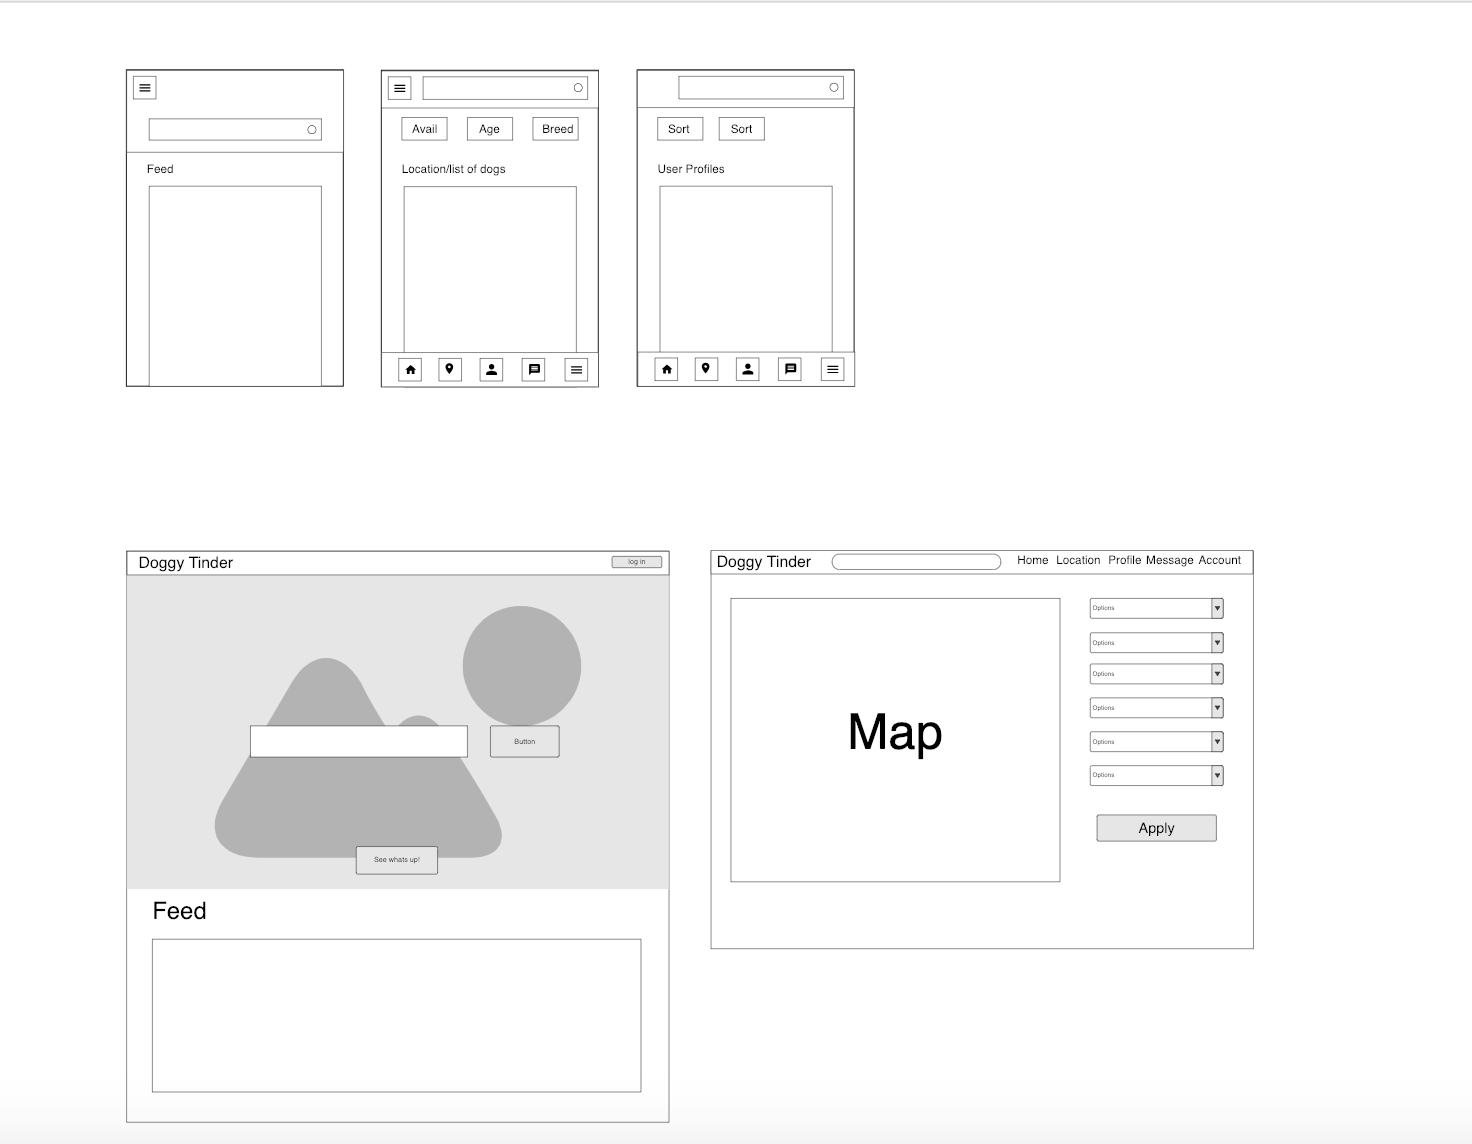 Feed
Avail Age Breed
Location/list of dogs
Sort Sort
User Profiles
Doggy Tinder log in
Button
See whats up!
Feed
Doggy Tinder Home Location Profile Message Account
Map
Options
Options
Options
Options
Options
Options
Apply